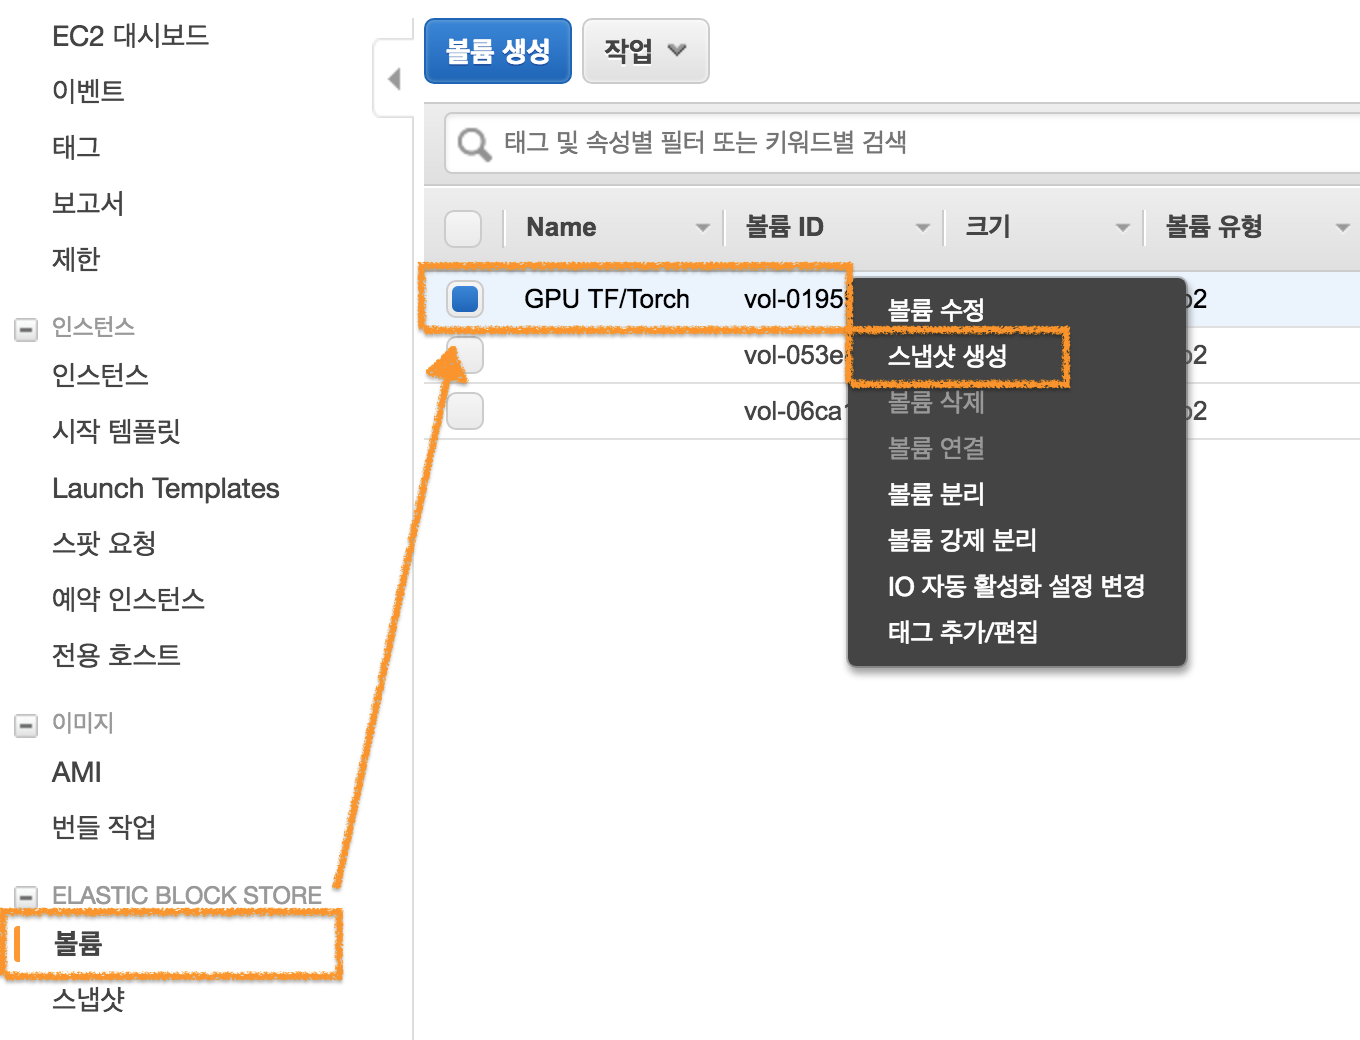 EC2 대시보드
이벤트
태그
보고서
제한
인스턴스
인스턴스
시작 템플릿
Launch Templates
스팟 요청
예약 인스턴스
전용 호스트
이미지
AMI
번들 작업
ELASTIC BLOCK STORE
볼륨
스냅샷
볼륨 생성 작업
태그 및 속성별 필터 또는 키워드별 검색
Name 볼륨 ID 크기 볼륨 유형
GPU TF/Torch vol-0195
vol-053e
vol-06ca
볼륨 수정
스냅샷 생성
볼륨 삭제
볼륨 연결
볼륨 분리
볼륨 강제 분리
IO 자동 활성화 설정 변경
태그 추가/편집